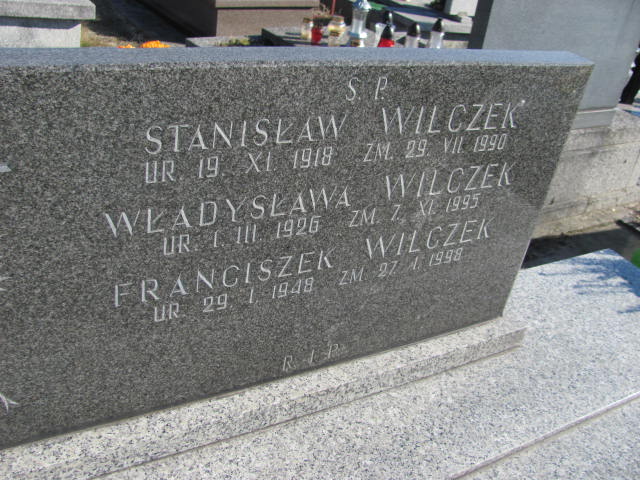 Ś. P.
STANISŁAW WILCZEK
UR. 19. XI. 1918 ZM. 29. VII. 1990
WŁADYSŁAWA WILCZEK
UR. 1. III. 1926 ZM. 7. XI. 1995
FRANCISZEK WILCZEK
UR. 29. I. 1948 ZM. 27. I. 1998
R. I. P.